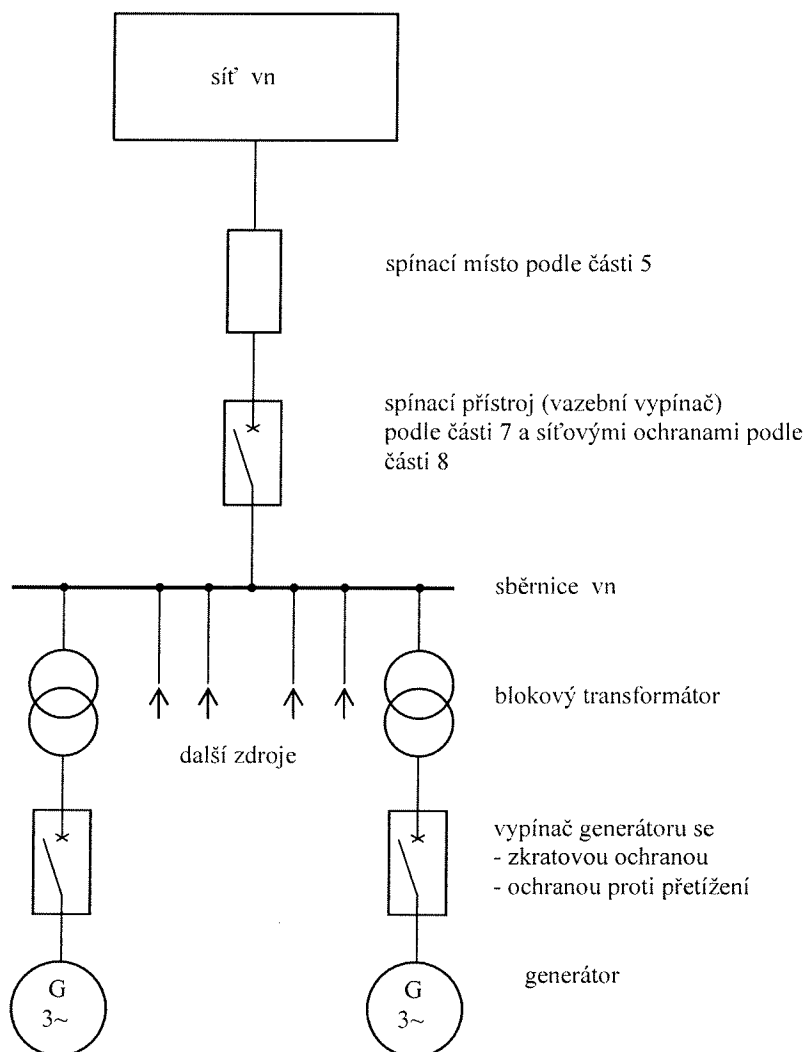 síť vn
spínací místo podle části 5
spínací přístroj (vazební vypínač)
podle části 7 a síťovými ochranami podle
části 8
sběrnice vn
blokový transformátor
další zdroje
vypínač generátoru se
- zkratovou ochranou
- ochranou proti přetížení
generátor
G
3~
G
3~